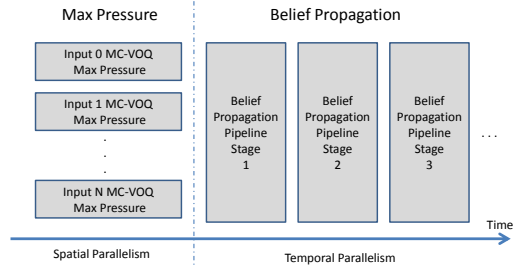 Max Pressure
Belief Propagation
Input 0 MC-VOQ
Max Pressure
Input 1 MC-VOQ
Max Pressure
.
.
.
Input N MC-VOQ
Max Pressure
Belief
Propagation
Pipeline
Stage
1
Belief
Propagation
Pipeline
Stage
2
Belief
Propagation
Pipeline
Stage
3
. . .
Time
Spatial Parallelism
Temporal Parallelism